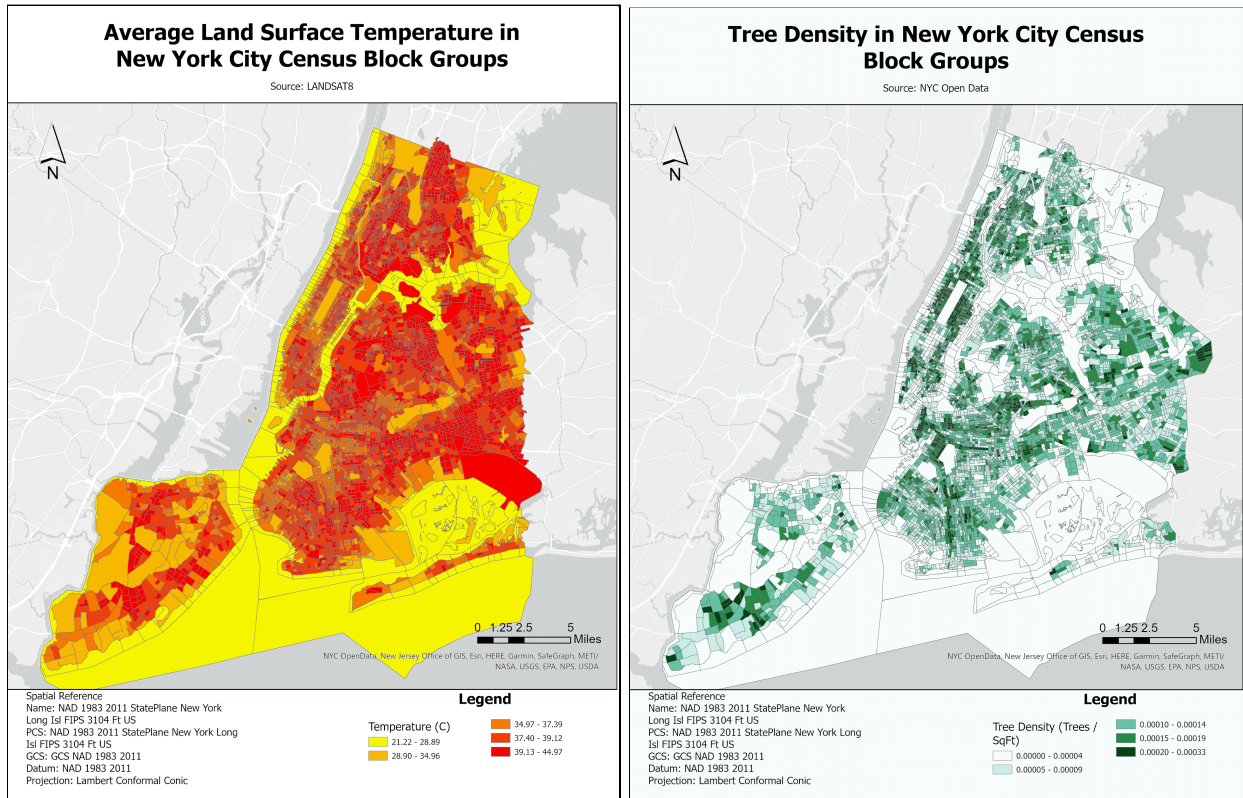 Average Land Surface Temperature in
New York City Census Block Groups
Source: LANDSAT8
N
0 1.25 2.5 5
Miles
NYC OpenData, New Jersey Office of GIS, Esri, HERE, Garmin, SafeGraph, METI/
NASA, USGS, EPA, NPS, USDA
Spatial Reference
Name: NAD 1983 2011 StatePlane New York
Long Isl FIPS 3104 Ft US
PCS: NAD 1983 2011 StatePlane New York Long
Isl FIPS 3104 Ft US
GCS: GCS NAD 1983 2011
Datum: NAD 1983 2011
Projection: Lambert Conformal Conic
Legend
Temperature (C)
21.22 - 28.89
28.90 - 34.96
34.97 - 37.39
37.40 - 39.12
39.13 - 44.97
Tree Density in New York City Census
Block Groups
Source: NYC Open Data
N
0 1.25 2.5 5
Miles
NYC OpenData, New Jersey Office of GIS, Esri, HERE, Garmin, SafeGraph, METI/
NASA, USGS, EPA, NPS, USDA
Spatial Reference
Name: NAD 1983 2011 StatePlane New York
Long Isl FIPS 3104 Ft US
PCS: NAD 1983 2011 StatePlane New York Long
Isl FIPS 3104 Ft US
GCS: GCS NAD 1983 2011
Datum: NAD 1983 2011
Projection: Lambert Conformal Conic
Legend
Tree Density (Trees /
SqFt)
0.00000 - 0.00004
0.00005 - 0.00009
0.00010 - 0.00014
0.00015 - 0.00019
0.00020 - 0.00033